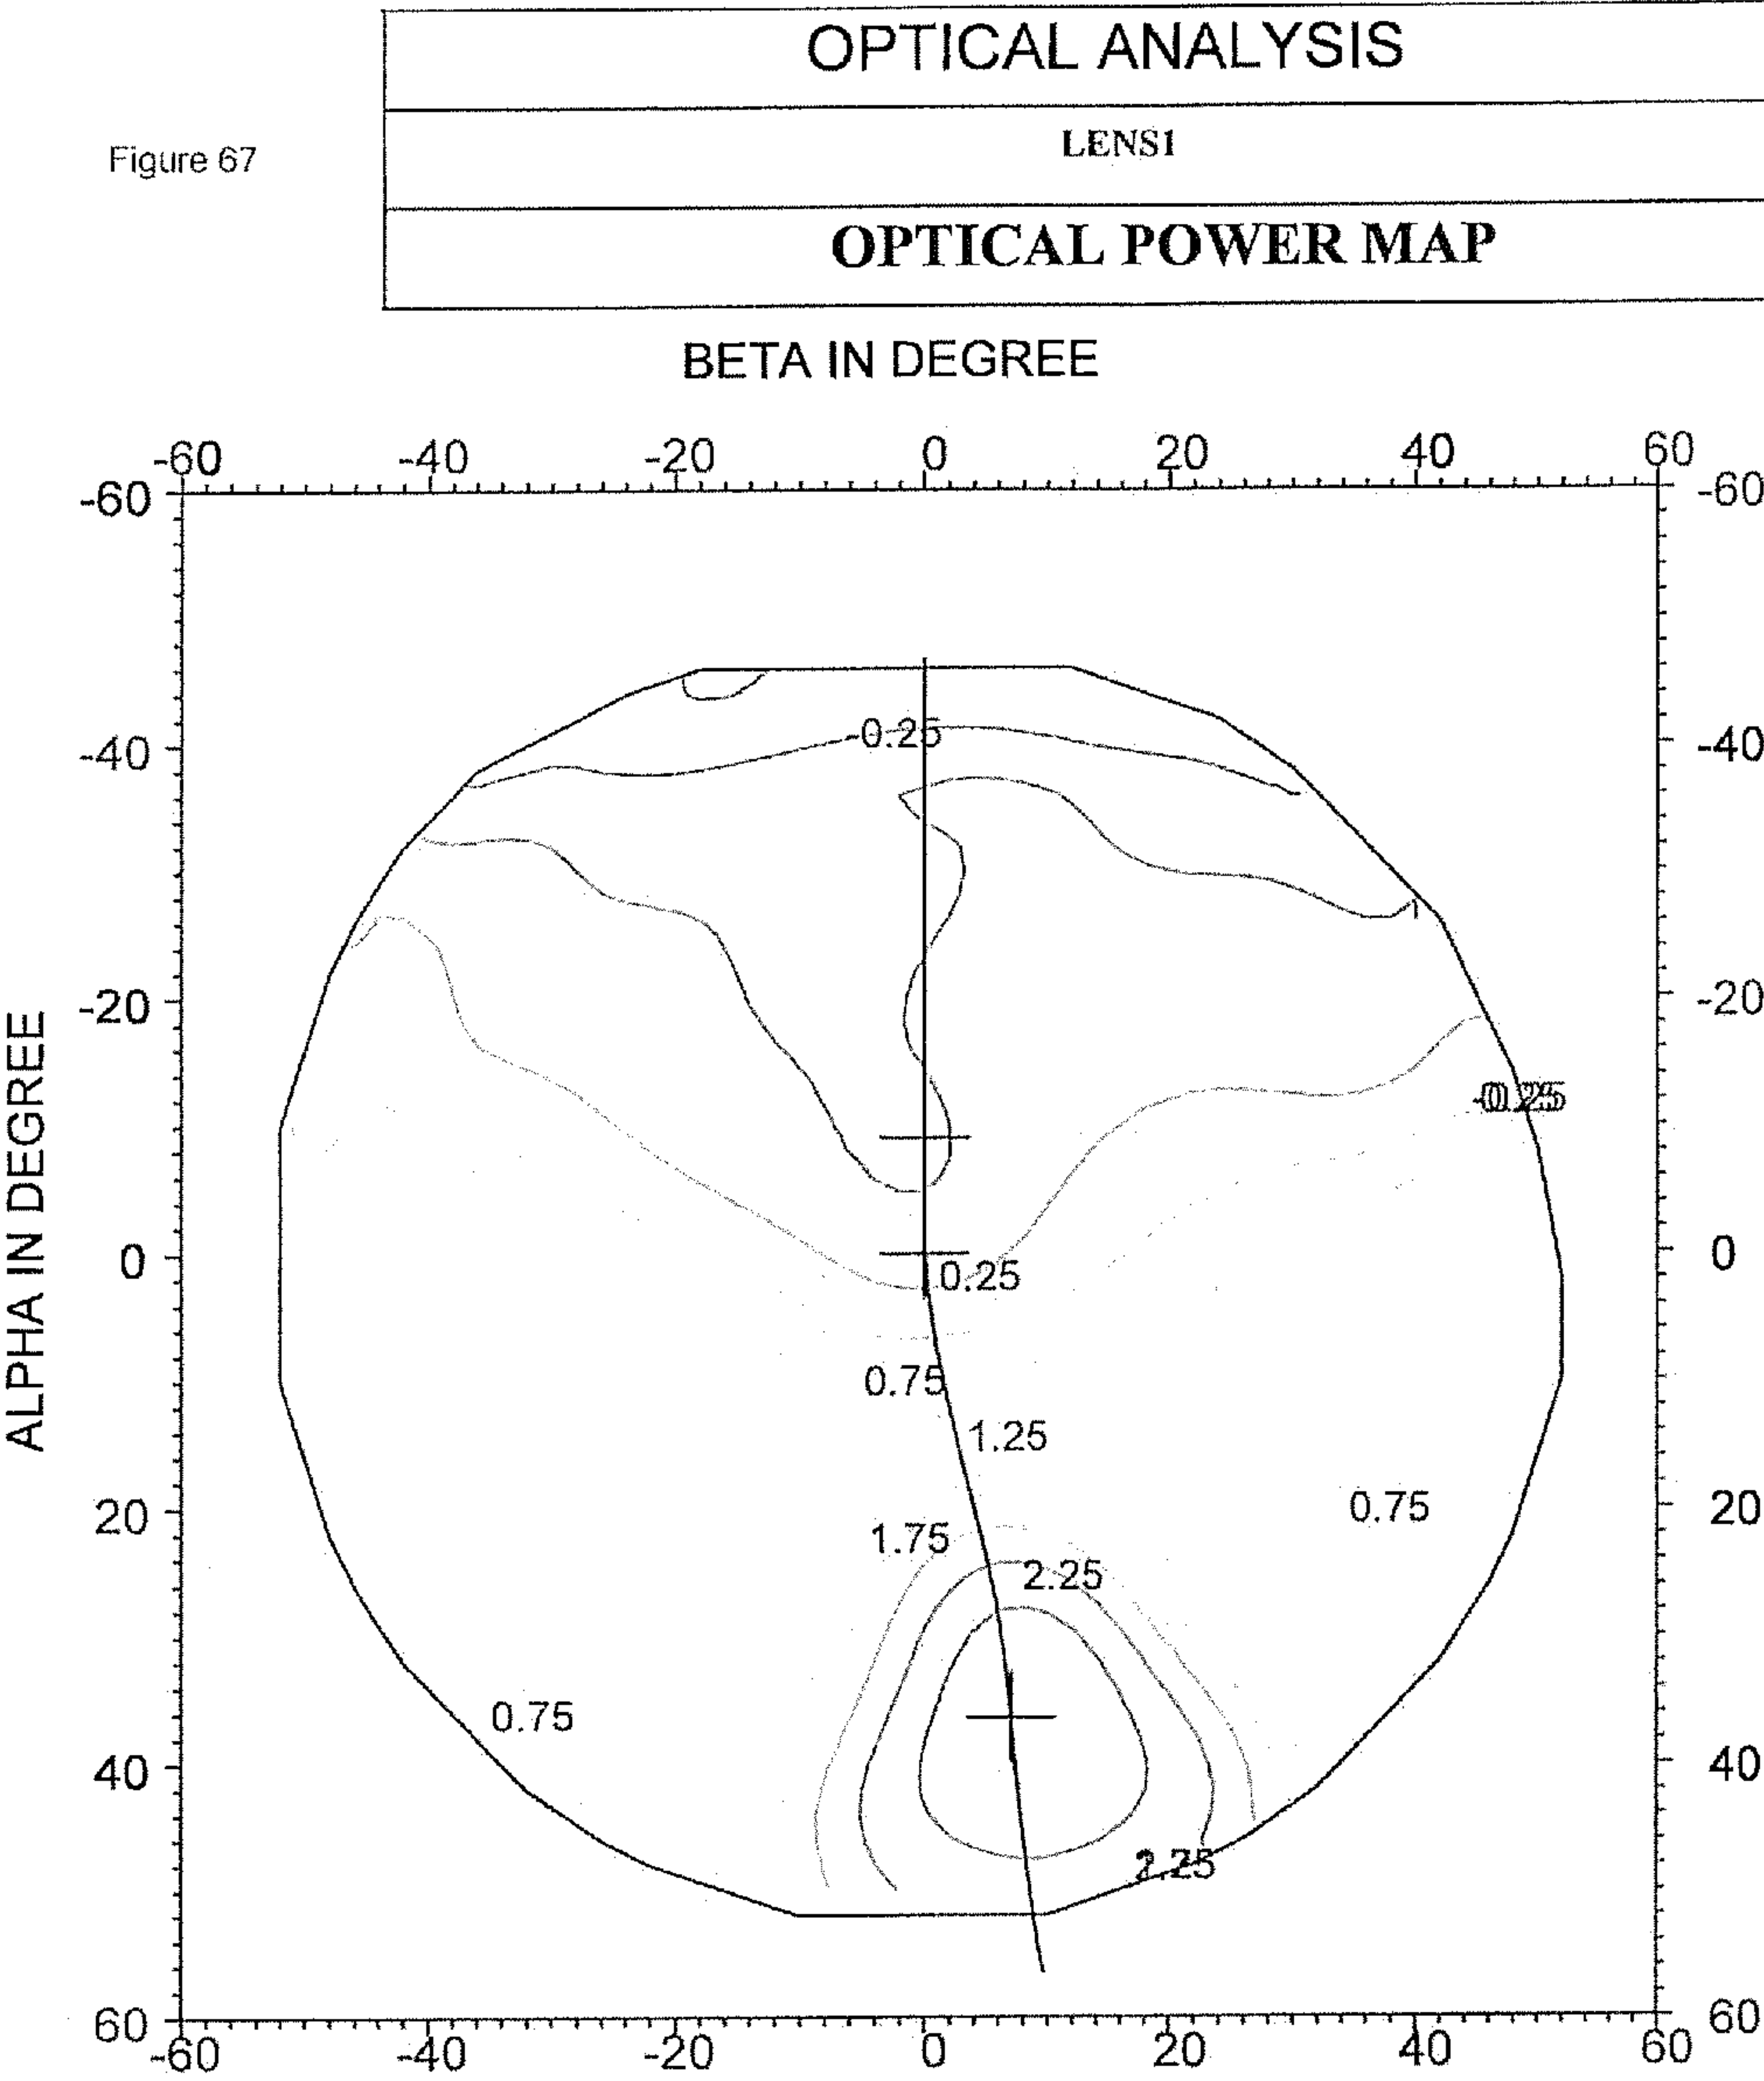 OPTICAL ANALYSIS
Figure 67
LENS1
OPTICAL POWER MAP
BETA IN DEGREE
-60 -40 -20 0 20 40 60
-60 -60
-0.25
-40 -40
-20 -20
ALPHA IN DEGREE
0 0
0.25
0.75
1.25
20 0.75 20
1.75
2.25
0.75
40 40
2.25
60 60
-60 -40 -20 0 20 40 60